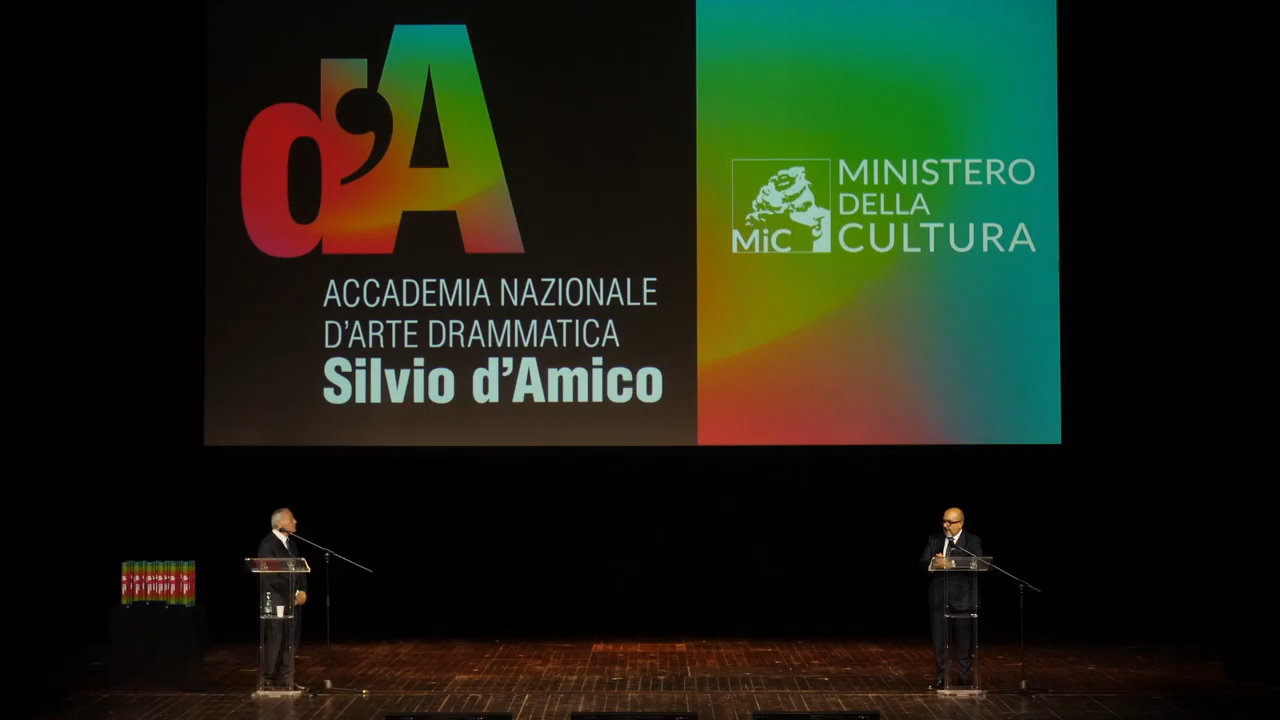 d'A
ACCADEMIA NAZIONALE
D'ARTE DRAMMATICA
Silvio d'Amico
MiC
MINISTERO
DELLA
CULTURA